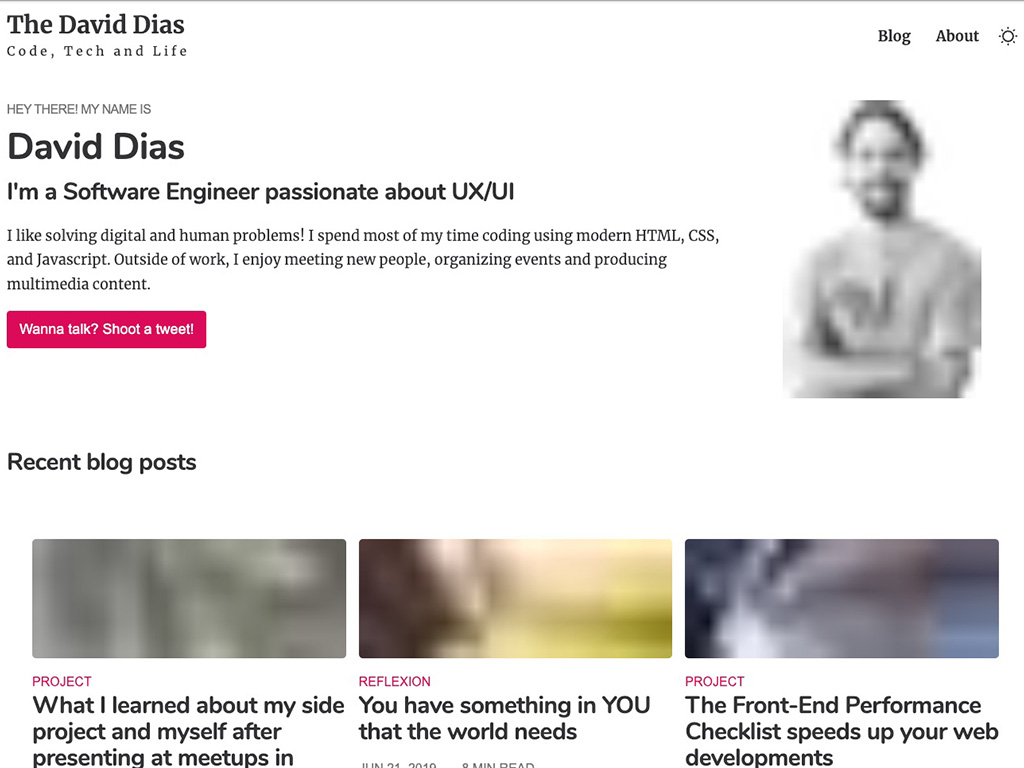 The David Dias
Code, Tech and Life
Blog About
HEY THERE! MY NAME IS
David Dias
I'm a Software Engineer passionate about UX/UI
I like solving digital and human problems! I spend most of my time coding using modern HTML, CSS,
and Javascript. Outside of work, I enjoy meeting new people, organizing events and producing
multimedia content.
Wanna talk? Shoot a tweet!
Recent blog posts
PROJECT
What I learned about my side
project and myself after
presenting at meetups in
REFLEXION
You have something in YOU
that the world needs
JUN 21, 2019 8 MIN READ
PROJECT
The Front-End Performance
Checklist speeds up your web
developments